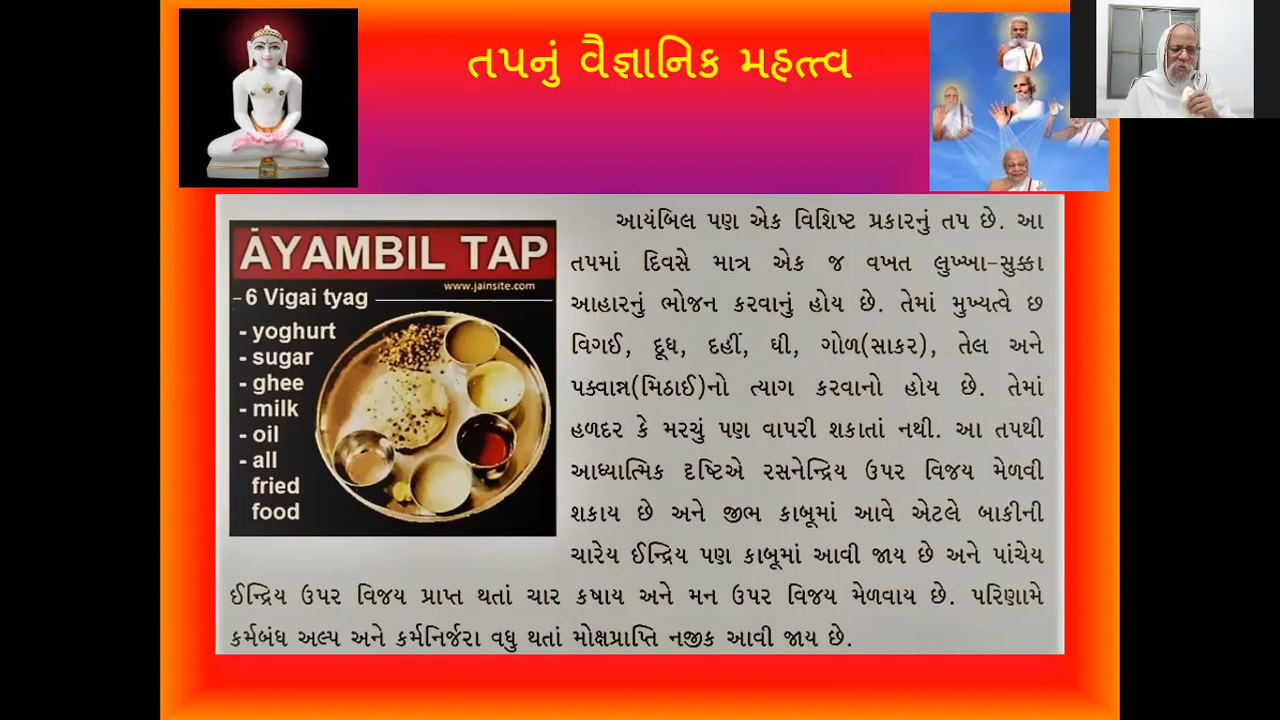 તપનું વૈજ્ઞાનિક મહત્ત્વ
ĀYAMBIL TAP
www.jainsite.com
6 Vigai tyag
- yoghurt
- sugar
- ghee
- milk
- oil
- all
fried
food
આયંબિલ પણ એક વિશિષ્ટ પ્રકારનું તપ છે. આ
તપમાં દિવસે માત્ર એક જ વખત લુખ્ખા-સુક્કા
આહારનું ભોજન કરવાનું હોય છે. તેમાં મુખ્યત્વે છ
વિગઈ, દૂધ, દહીં, ઘી, ગોળ(સાકર), તેલ અને
પક્વાન્ન(મિઠાઈ)નો ત્યાગ કરવાનો હોય છે. તેમાં
હળદર કે મરચું પણ વાપરી શકાતાં નથી. આ તપથી
આધ્યાત્મિક દૃષ્ટિએ રસનેન્દ્રિય ઉપર વિજય મેળવી
શકાય છે અને જીભ કાબૂમાં આવે એટલે બાકીની
ચારેય ઈન્દ્રિય પણ કાબૂમાં આવી જાય છે અને પાંચેય
ઈન્દ્રિય ઉપર વિજય પ્રાપ્ત થતાં ચાર કષાય અને મન ઉપર વિજય મેળવાય છે. પરિણામે
કર્મબંધ અલ્પ અને કર્મનિર્જરા વધુ થતાં મોક્ષપ્રાપ્તિ નજીક આવી જાય છે.